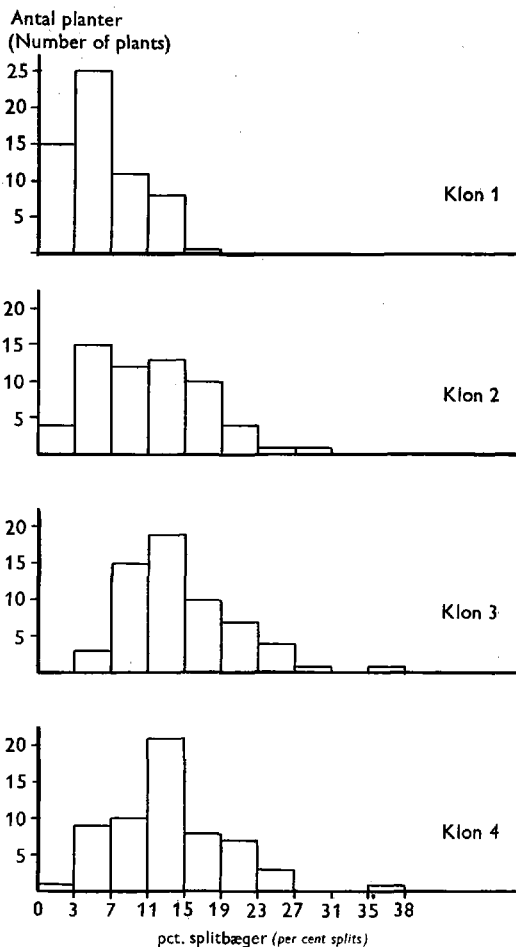 Antal planter
(Number of plants)
25
20
15
10
5
Klon 1
20
15
10
5
Klon 2
20
15
10
5
Klon 3
20
15
10
5
Klon 4
0 3 7 11 15 19 23 27 31 35 38
pct. splitbæger (per cent splits)